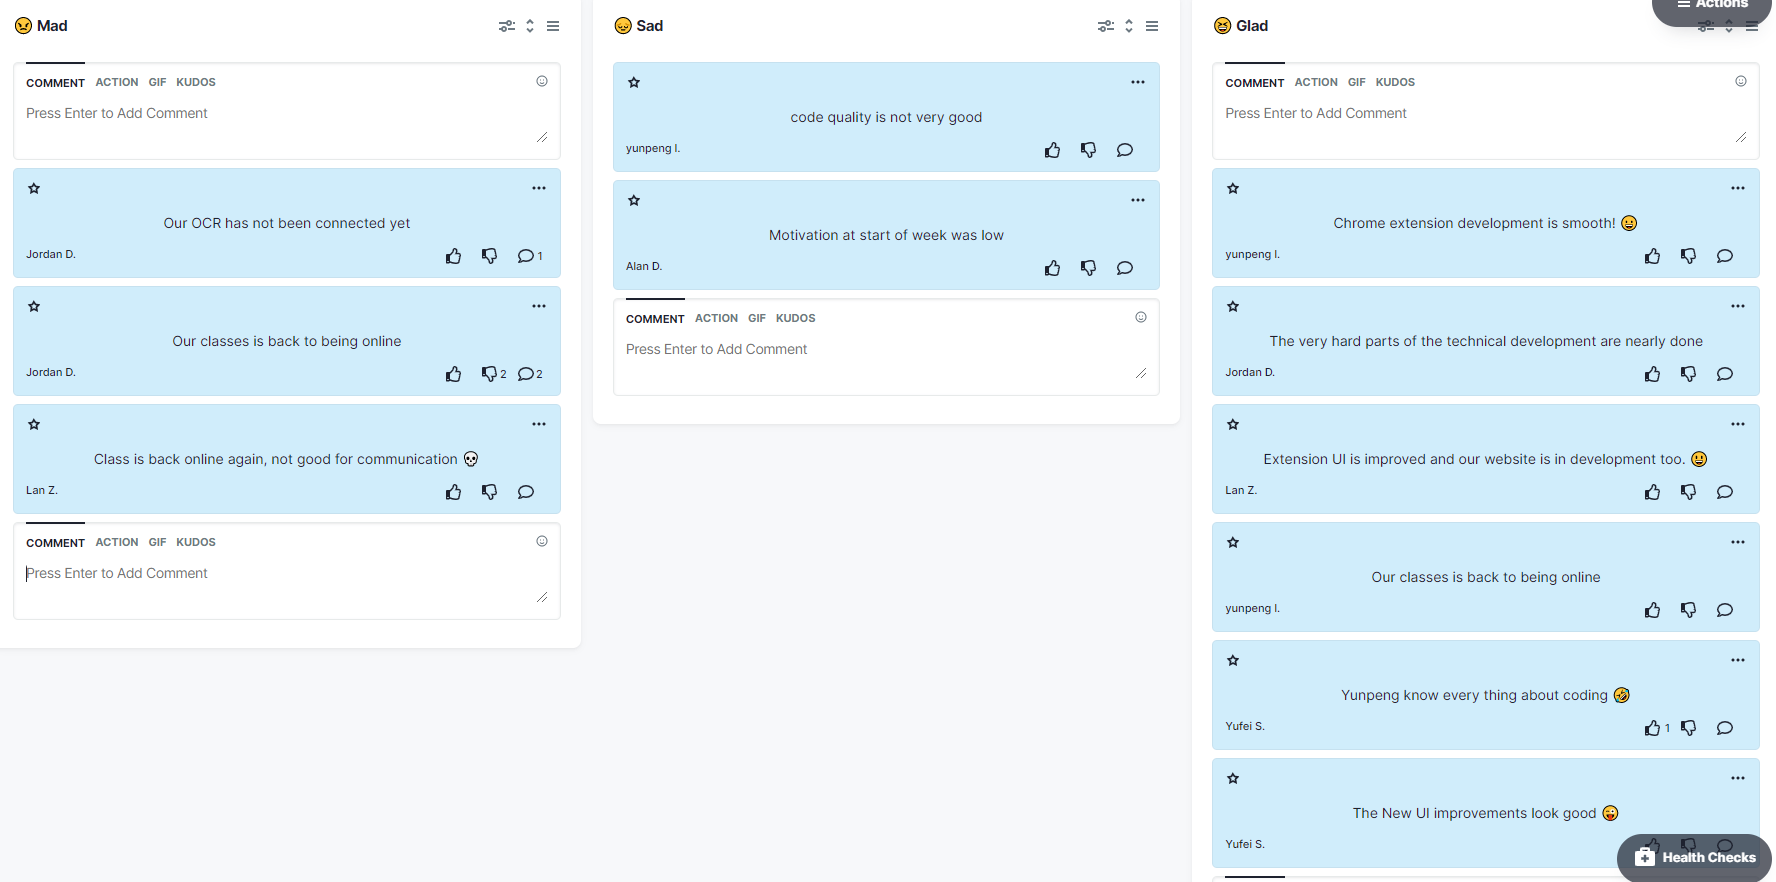 Mad
COMMENT ACTION GIF KUDOS
Press Enter to Add Comment
Our OCR has not been connected yet
Jordan D.
1
Our classes is back to being online
Jordan D.
2 2
Class is back online again, not good for communication 💀
Lan Z.
COMMENT ACTION GIF KUDOS
Press Enter to Add Comment
Sad
code quality is not very good
yunpeng l.
Motivation at start of week was low
Alan D.
COMMENT ACTION GIF KUDOS
Press Enter to Add Comment
Glad
Actions
COMMENT ACTION GIF KUDOS
Press Enter to Add Comment
Chrome extension development is smooth! 😀
yunpeng l.
The very hard parts of the technical development are nearly done
Jordan D.
Extension UI is improved and our website is in development too. 😃
Lan Z.
Our classes is back to being online
yunpeng l.
Yunpeng know every thing about coding 🤣
Yufei S.
1
The New UI improvements look good 😜
Yufei S.
Health Checks